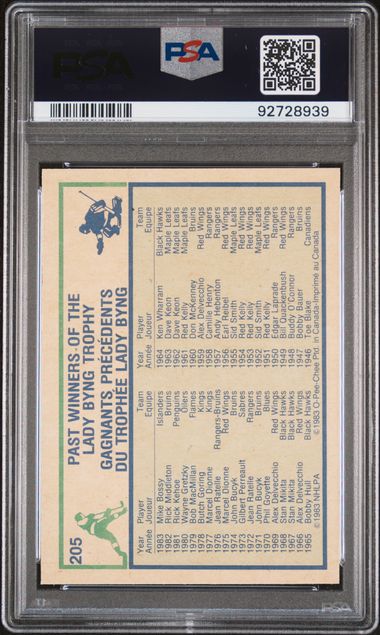 PSA
PSA
92728939
205
PAST WINNERS OF THE
LADY BYNG TROPHY
GAGNANTS PRECÉDENTS
DU TROPHÉE LADY BYNG
Year Player Team
Année Joueur Equipe
1983 Mike Bossy Islanders
1982 Rick Middleton Bruins
1981 Rick Kehoe Penguins
1980 Wayne Gretzky Oilers
1979 Bob MacMillan Flames
1978 Butch Goring Kings
1977 Marcel Dionne Kings
1976 Jean Ratelle Rangers-Bruins
1975 Marcel Dionne Red Wings
1974 John Bucyk Bruins
1973 Gilbert Perreault Sabres
1972 Jean Ratelle Rangers
1971 John Bucyk Bruins
1970 Phil Goyette Blues
1969 Alex Delvecchio Red Wings
1968 Stan Mikita Black Hawks
1967 Stan Mikita Black Hawks
1966 Alex Delvecchio Red Wings
1965 Bobby Hull Black Hawks
Year Player Team
Année Joueur Equipe
1964 Ken Wharram Black Hawks
1963 Dave Keon Maple Leafs
1962 Dave Keon Maple Leafs
1961 Red Kelly Maple Leafs
1960 Don McKenney Bruins
1959 Alex Delvecchio Red Wings
1958 Camille Henry Rangers
1957 Andy Hebenton Rangers
1956 Earl Reibel Red Wings
1955 Sid Smith Maple Leafs
1954 Red Kelly Red Wings
1953 Red Kelly Red Wings
1952 Sid Smith Maple Leafs
1951 Red Kelly Red Wings
1950 Edgar Laprade Rangers
1949 Bill Quackenbush Red Wings
1948 Buddy O'Connor Rangers
1947 Bobby Bauer Bruins
1946 Toe Blake Canadiens
©1983 NHLPA ©1983 O-Pee-Chee Ptd. in Canada-Imprimé au Canada